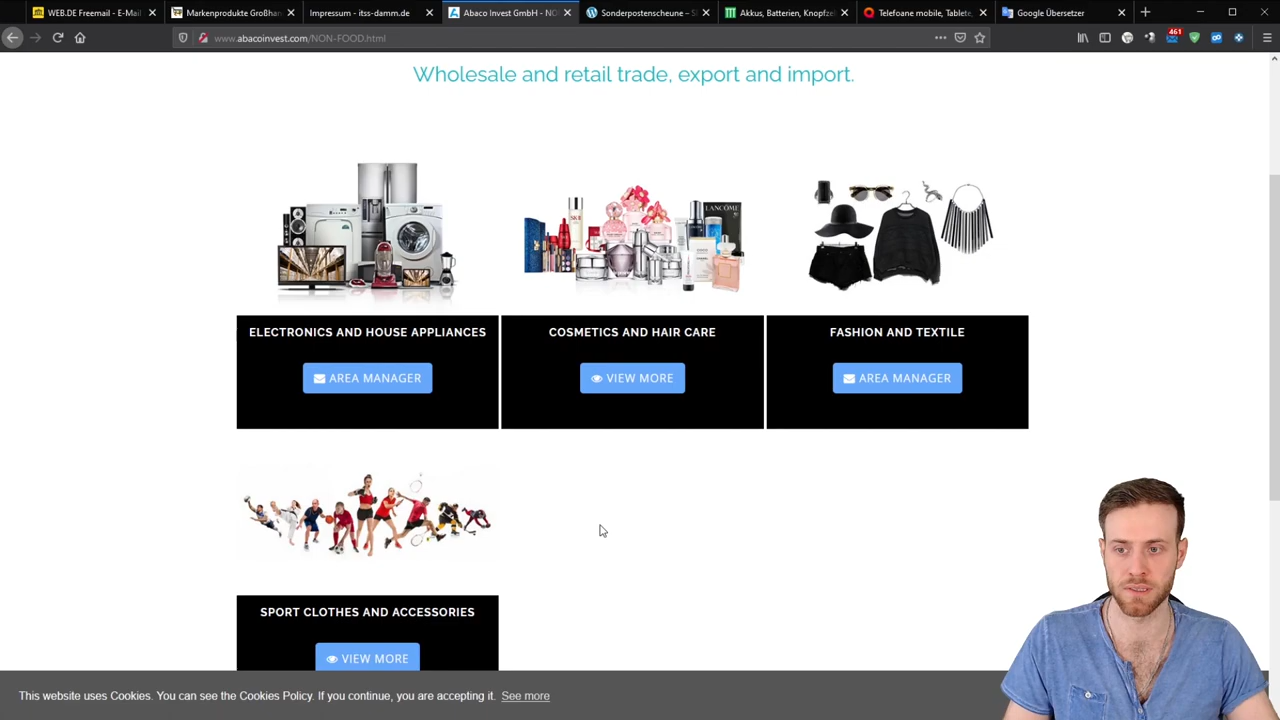 WEB.DE Freemail - E-Mail
Markenprodukte Großhan
Impressum - itss-damm.de
Abaco Invest GmbH - NO
Sonderpostenscheune – S
Akkus, Batterien, Knopfze
Telefoane mobile, Tablete,
Google Übersetzer
www.abacoinvest.com/NON-FOOD.html
461
Wholesale and retail trade, export and import.
LANCÔME
ELECTRONICS AND HOUSE APPLIANCES
COSMETICS AND HAIR CARE
FASHION AND TEXTILE
AREA MANAGER
VIEW MORE
AREA MANAGER
SPORT CLOTHES AND ACCESSORIES
VIEW MORE
This website uses Cookies. You can see the Cookies Policy. If you continue, you are accepting it. See more